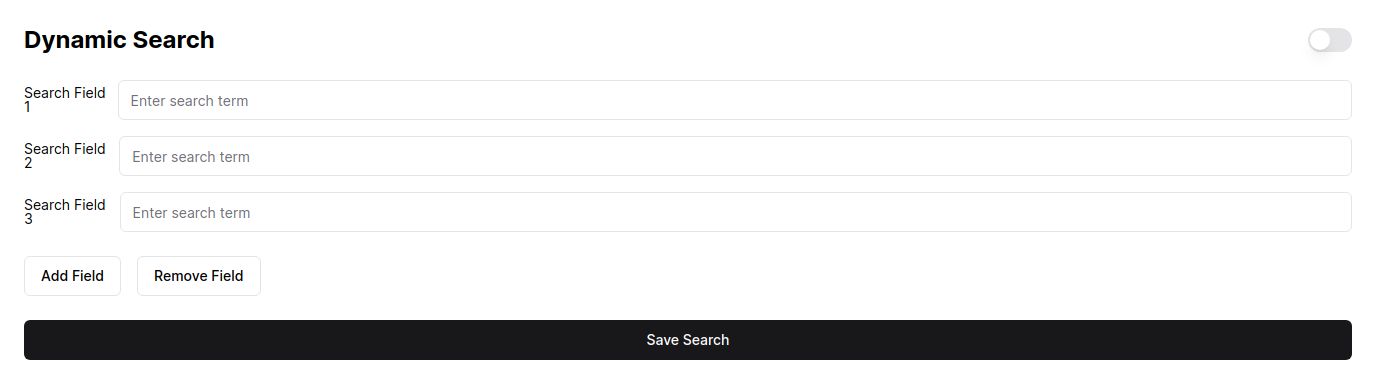 Dynamic Search
Search Field
1
Enter search term
Search Field
2
Enter search term
Search Field
3
Enter search term
Add Field
Remove Field
Save Search